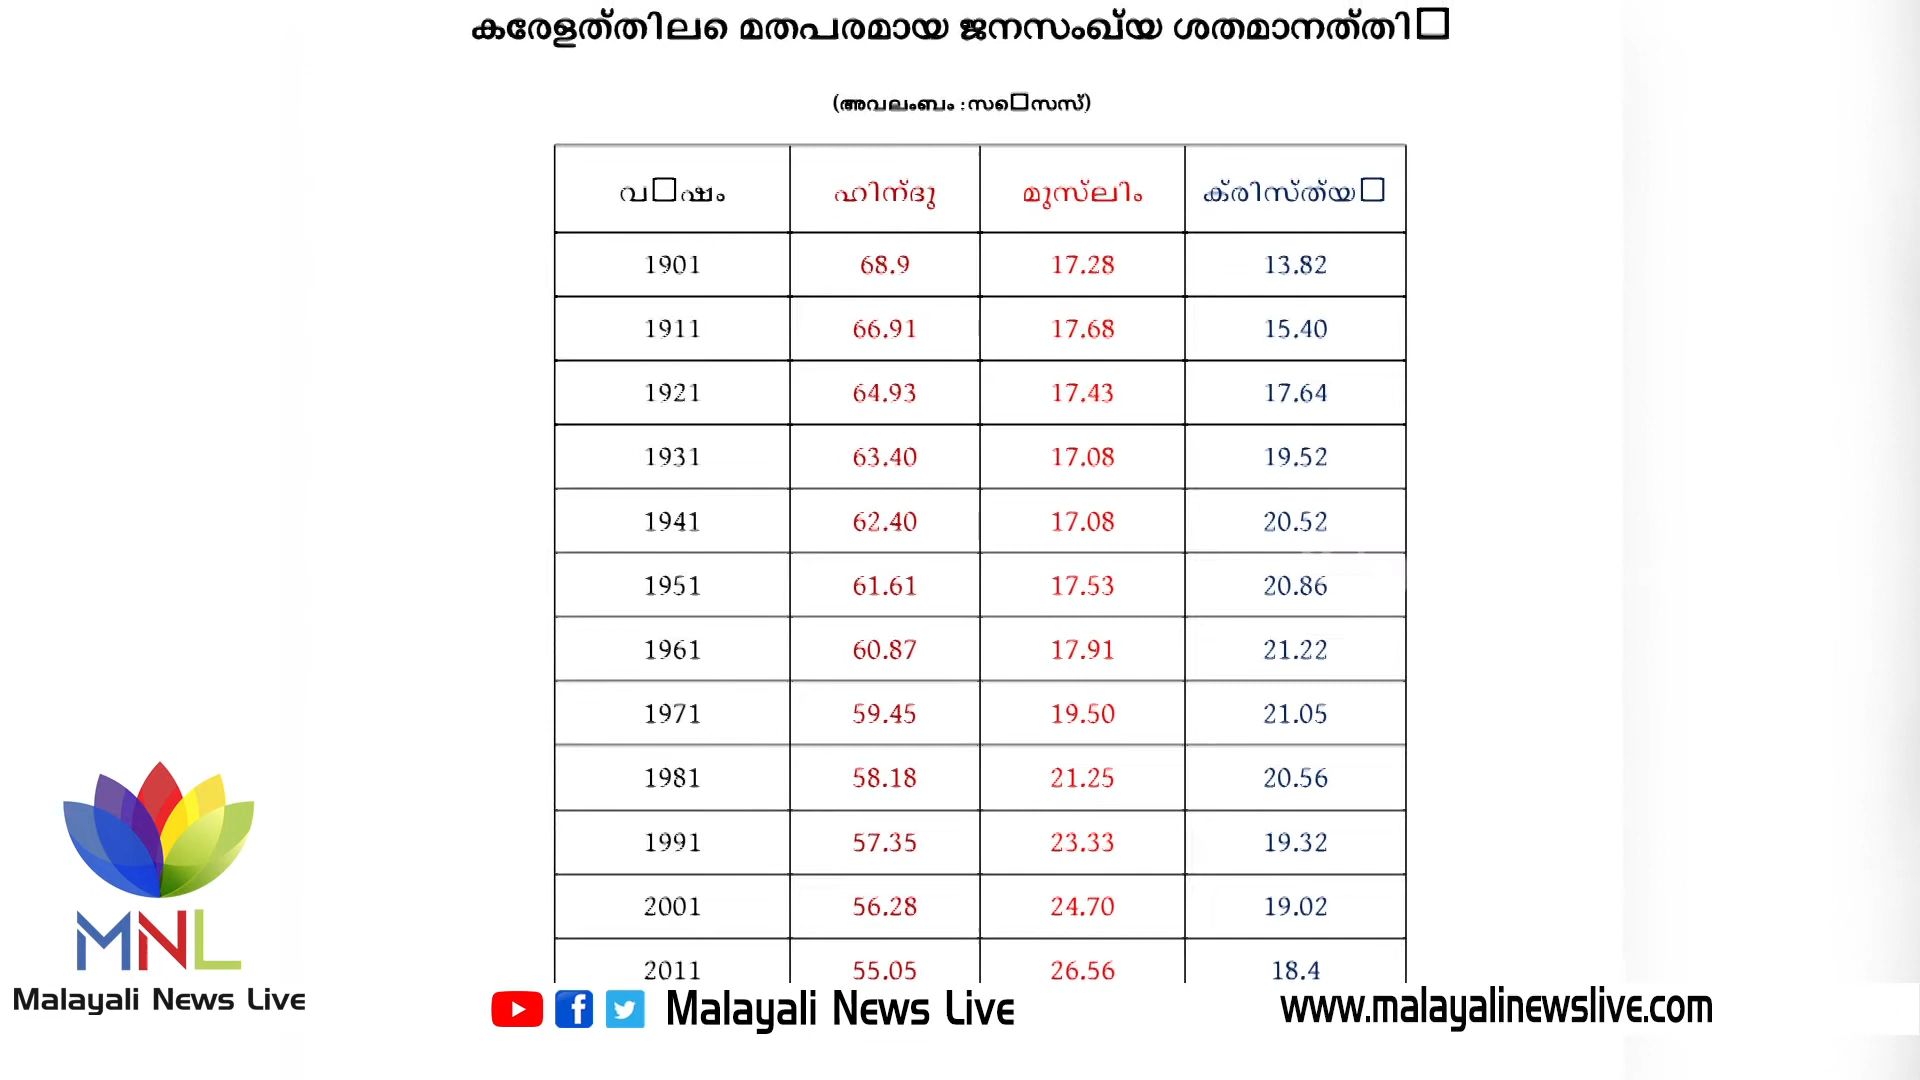 കേരളത്തിലെ മതപരമായ ജനസംഖ്യ ശതമാനത്തി□
(അവലംബം :സെ□സസ്)
വ□ഷം ഹിന്ദു മുസ്ലിം ക്രിസ്ത്യ□
1901 68.9 17.28 13.82
1911 66.91 17.68 15.40
1921 64.93 17.43 17.64
1931 63.40 17.08 19.52
1941 62.40 17.08 20.52
1951 61.61 17.53 20.86
1961 60.87 17.91 21.22
1971 59.45 19.50 21.05
1981 58.18 21.25 20.56
1991 57.35 23.33 19.32
2001 56.28 24.70 19.02
2011 55.05 26.56 18.4
MNL
Malayali News Live
Malayali News Live
www.malayalinewslive.com